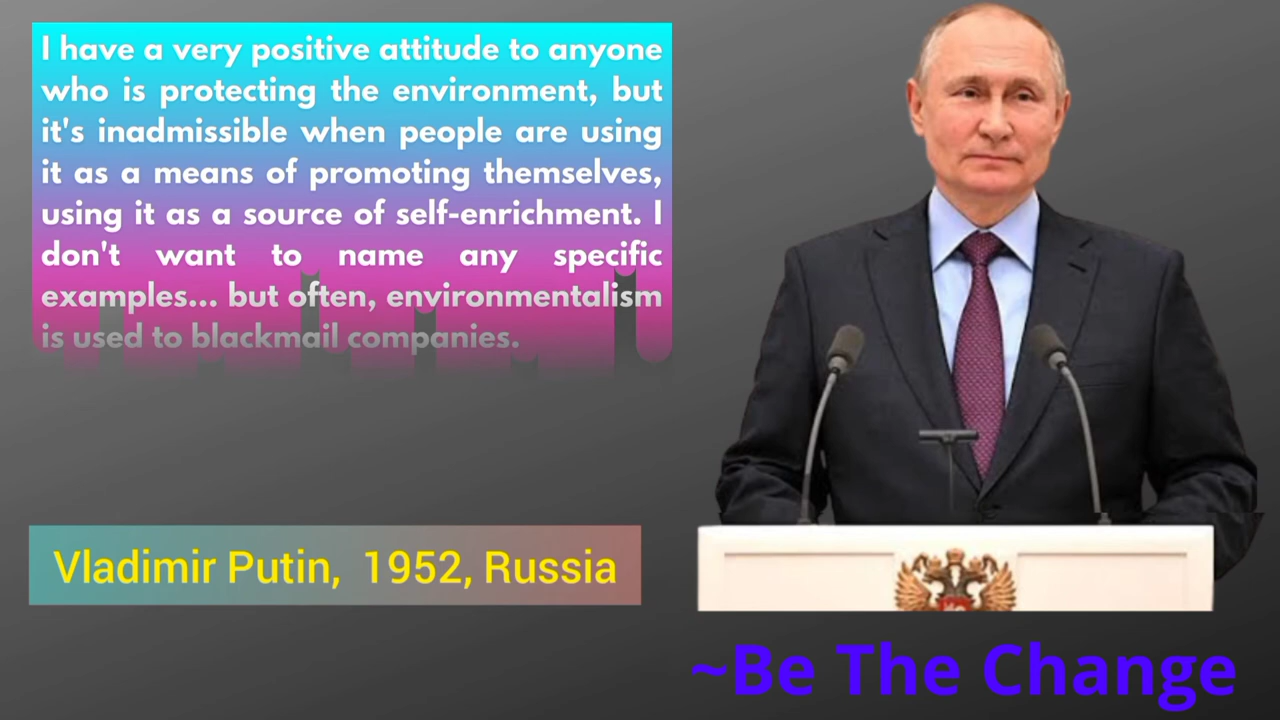 I have a very positive attitude to anyone
who is protecting the environment, but
it's inadmissible when people are using
it as a means of promoting themselves,
using it as a source of self-enrichment. I
don't want to name any specific
examples... but often, environmentalism
is used to blackmail companies.
Vladimir Putin, 1952, Russia
~Be The Change